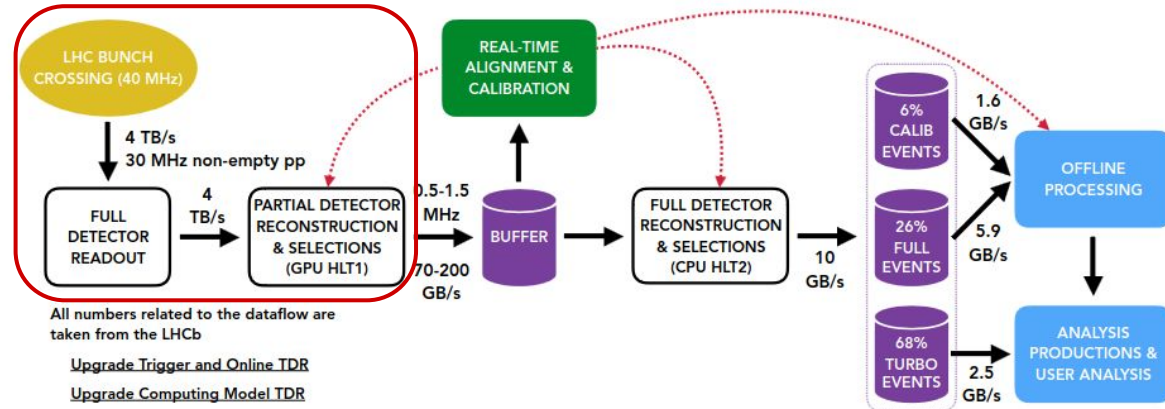 LHC BUNCH
CROSSING (40 MHz)
4 TB/s
30 MHz non-empty pp
FULL
DETECTOR
READOUT
4
TB/s
PARTIAL DETECTOR
RECONSTRUCTION
& SELECTIONS
(GPU HLT1)
0.5-1.5
MHz
70-200
GB/s
REAL-TIME
ALIGNMENT &
CALIBRATION
BUFFER
FULL DETECTOR
RECONSTRUCTION
& SELECTIONS
(CPU HLT2)
10
GB/s
6%
CALIB
EVENTS
26%
FULL
EVENTS
68%
TURBO
EVENTS
1.6
GB/s
5.9
GB/s
2.5
GB/s
OFFLINE
PROCESSING
ANALYSIS
PRODUCTIONS &
USER ANALYSIS
All numbers related to the dataflow are
taken from the LHCb
Upgrade Trigger and Online TDR
Upgrade Computing Model TDR